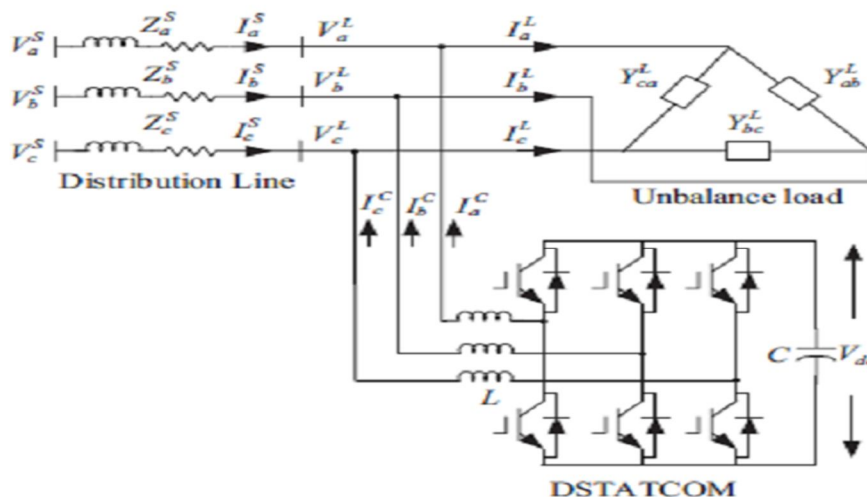 V_a^S Z_a^S I_a^S V_a^L I_a^L
V_b^S Z_b^S I_b^S V_b^L I_b^L
V_c^S Z_c^S I_c^S V_c^L I_c^L
Y_ca^L Y_ab^L
Y_bc^L
Distribution Line
Unbalance load
I_c^C I_b^C I_a^C
C V_d
L
DSTATCOM